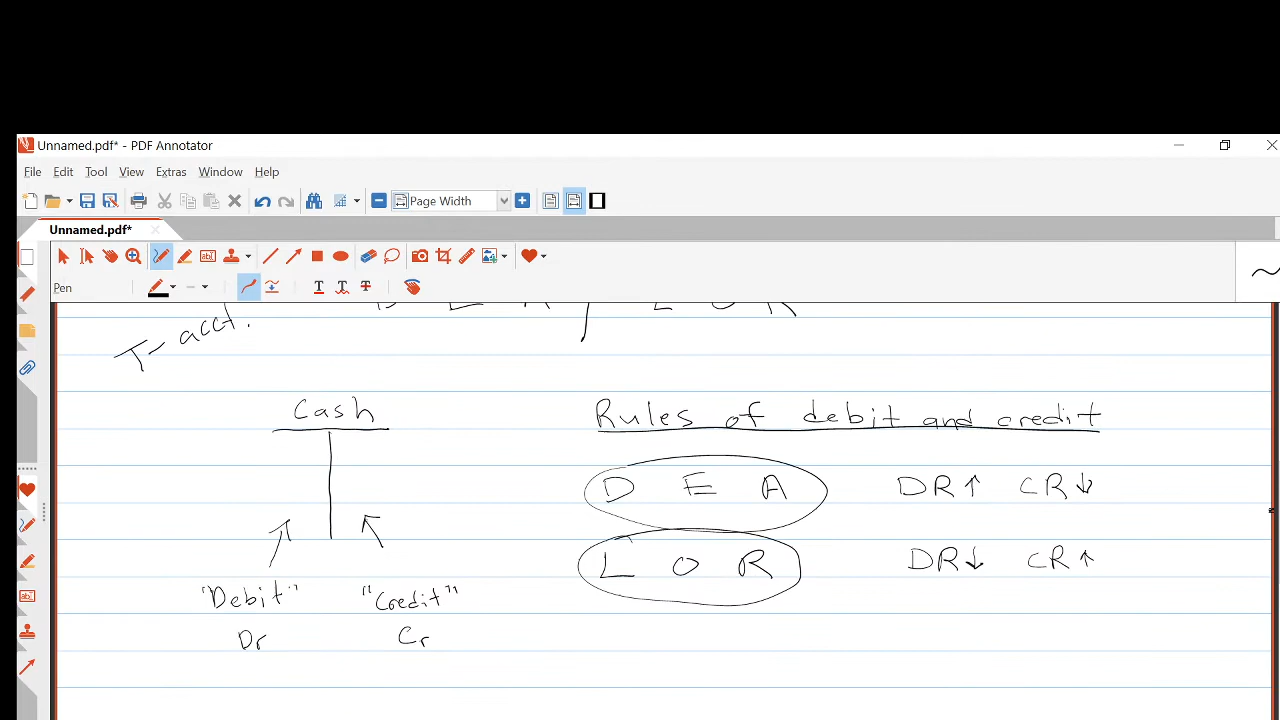 Unnamed.pdf* - PDF Annotator
File Edit Tool View Extras Window Help
Page Width
Unnamed.pdf*
Pen
T-acct.
Cash
Rules of debit and credit
D E A DR↑ CR↓
L O R DR↓ CR↑
"Debit" "Credit"
Dr Cr